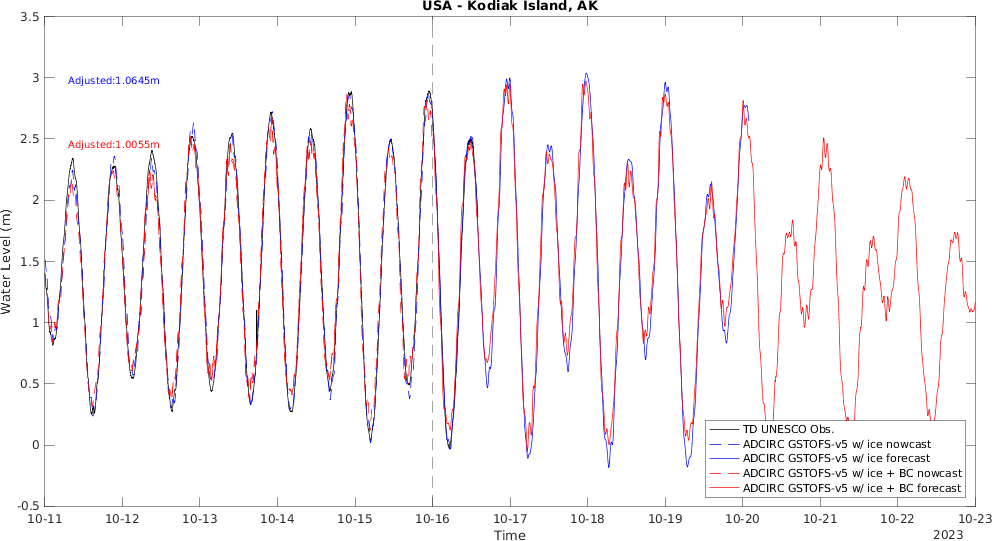 USA - Kodiak Island, AK
3.5
3
2.5
2
1.5
1
0.5
0
-0.5
Water Level (m)
Adjusted:1.0645m
Adjusted:1.0055m
TD UNESCO Obs.
ADCIRC GSTOFS-v5 w/ ice nowcast
ADCIRC GSTOFS-v5 w/ ice forecast
ADCIRC GSTOFS-v5 w/ice + BC nowcast
ADCIRC GSTOFS-v5 w/ice + BC forecast
10-11 10-12 10-13 10-14 10-15 10-16 10-17 10-18 10-19 10-20 10-21 10-22 10-23
Time
2023